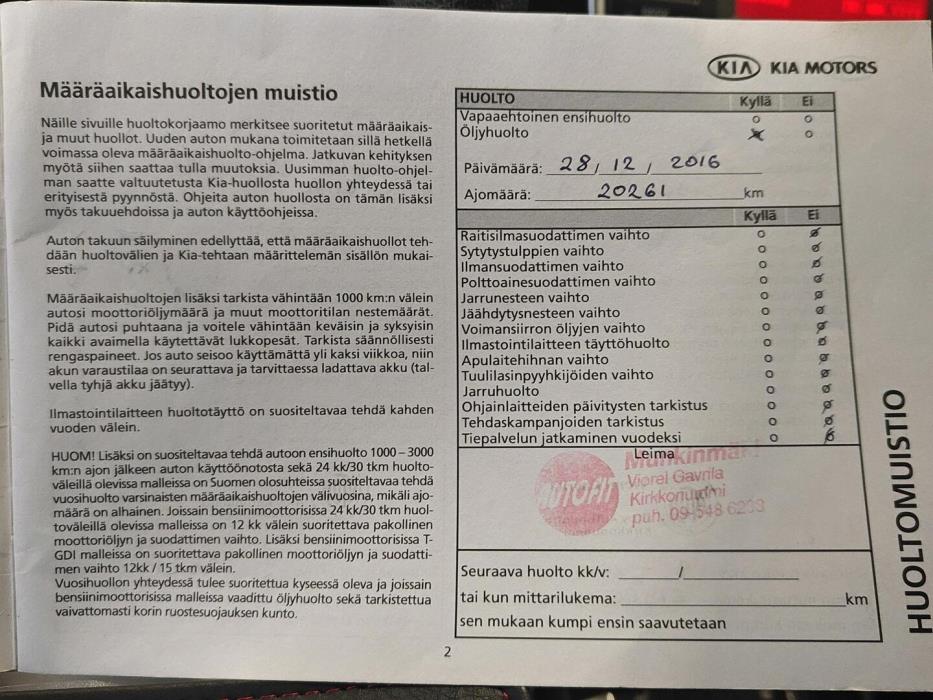 KIA KIA MOTORS
Määräaikaishuoltojen muistio
Näille sivuille huoltokorjaamo merkitsee suoritetut määräaikais-
ja muut huollot. Uuden auton mukana toimitetaan sillä hetkellä
voimassa oleva määräaikaishuolto-ohjelma. Jatkuvan kehityksen
myötä siihen saattaa tulla muutoksia. Uusimman huolto-ohjel-
man saatte valtuutetusta Kia-huollosta huollon yhteydessä tai
erityisestä pyynnöstä. Ohjeita auton huollosta on tämän lisäksi
myös takuuehdoissa ja auton käyttöohjeissa.
Auton takuun säilyminen edellyttää, että määräaikaishuollot teh-
dään huoltovälien ja Kia-tehtaan määrittelemän sisällön mukai-
sesti.
Määräaikaishuoltojen lisäksi tarkista vähintään 1000 km:n välein
autosi moottoriöljymäärä ja muut moottoritilan nestemäärät.
Pidä autosi puhtaana ja voitele vähintään keväisin ja syksyisin
kaikki avaimella käytettävät lukkopesät. Tarkista säännöllisesti
rengaspaineet. Jos auto seisoo käyttämättä yli kaksi viikkoa, niin
akun varaustilaa on seurattava ja tarvittaessa ladattava akku (tal-
vella tyhjä akku jäätyy).
Ilmastointilaitteen huoltotäyttö on suositeltavaa tehdä kahden
vuoden välein.
HUOM! Lisäksi on suositeltavaa tehdä autoon ensihuolto 1000 – 3000
km:n ajon jälkeen auton käyttöönotosta sekä 24 kk/30 tkm huolto-
väleillä olevissa malleissa on Suomen olosuhteissa suositeltavaa tehdä
vuosihuolto varsinaisten määräaikaishuoltojen välivuosina, mikäli ajo-
määrä on alhainen. Joissain bensiinimoottorisissa 24 kk/30 tkm huol-
toväleillä olevissa malleissa on 12 kk välein suoritettava pakollinen
moottoriöljyn ja suodattimen vaihto. Lisäksi bensiinimoottorisissa T-
GDI malleissa on suoritettava pakollinen moottoriöljyn ja suodatti-
men vaihto 12kk / 15 tkm välein.
Vuosihuollon yhteydessä tulee suoritettua kyseessä oleva ja joissain
bensiinimoottorisissa malleissa vaadittu öljyhuolto sekä tarkistettua
vaivattomasti korin ruostesuojauksen kunto.
HUOLTO Kyllä Ei
Vapaaehtoinen ensihuolto
Öljyhuolto
Päivämäärä: 28 / 12 / 2016
Ajomäärä: 20261 km
Kyllä Ei
Raitisilmasuodattimen vaihto
Sytytystulppien vaihto
Ilmansuodattimen vaihto
Polttoainesuodattimen vaihto
Jarrunesteen vaihto
Jäähdytysnesteen vaihto
Voimansiirron öljyjen vaihto
Ilmastointilaitteen täyttöhuolto
Apulaitehihnan vaihto
Tuulilasinpyyhkijöiden vaihto
Jarruhuolto
Ohjainlaitteiden päivitysten tarkistus
Tehdaskampanjoiden tarkistus
Tiepalvelun jatkaminen vuodeksi
Leima
AUTOFIT
Munkinmäki
Viorel Gavrila
Kirkkonummi
puh. 09-548 6233
Seuraava huolto kk/v: /
tai kun mittarilukema: km
sen mukaan kumpi ensin saavutetaan
HUOLTOMUISTIO
2